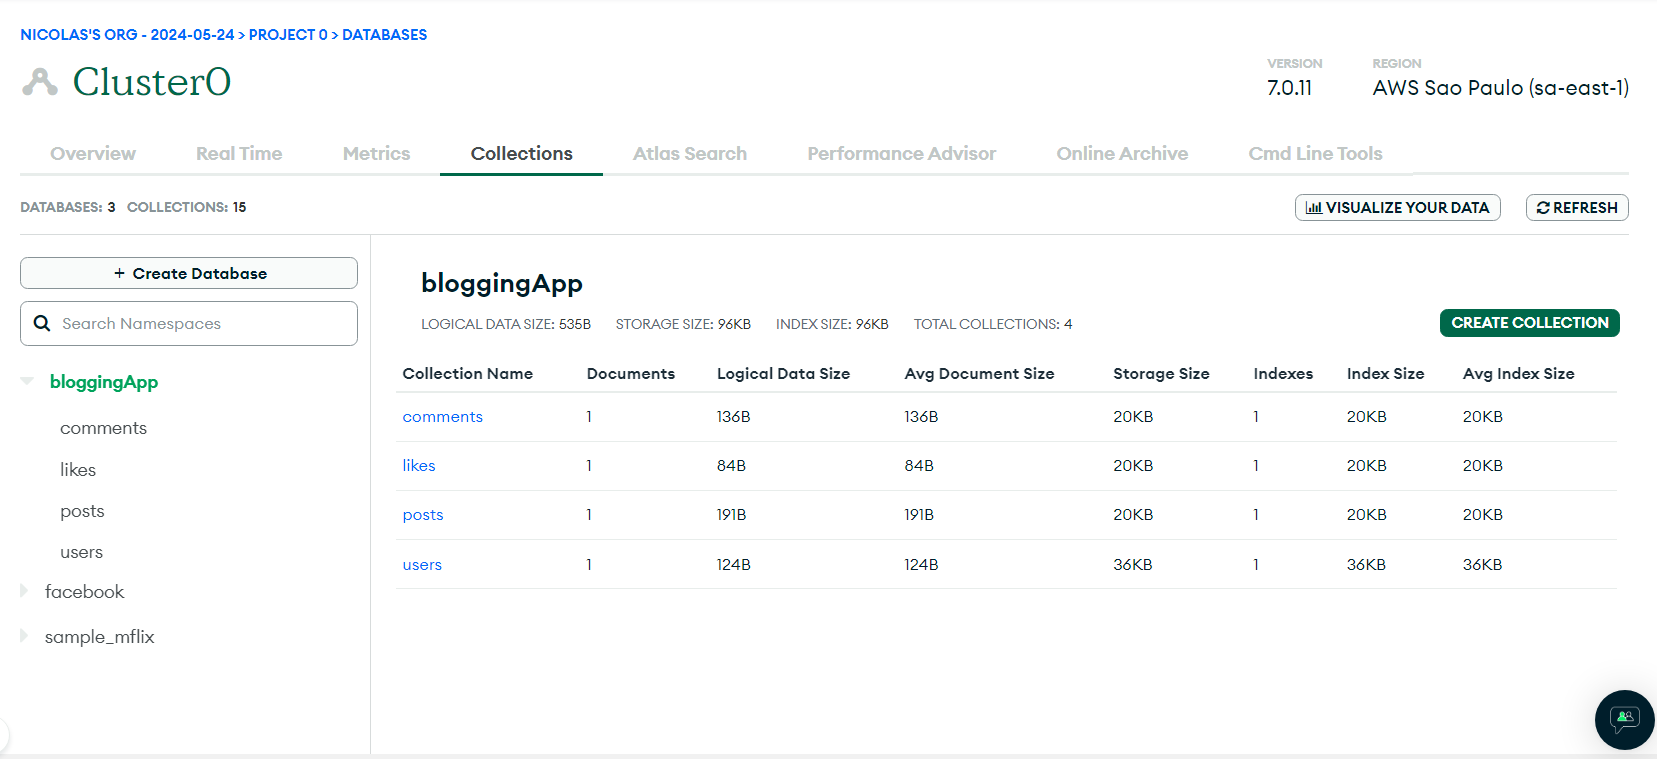 NICOLAS'S ORG - 2024-05-24 > PROJECT 0 > DATABASES
Cluster0
VERSION
7.0.11
REGION
AWS Sao Paulo (sa-east-1)
Overview Real Time Metrics Collections Atlas Search Performance Advisor Online Archive Cmd Line Tools
DATABASES: 3 COLLECTIONS: 15
VISUALIZE YOUR DATA REFRESH
+ Create Database
Search Namespaces
bloggingApp
comments
likes
posts
users
facebook
sample_mflix
bloggingApp
LOGICAL DATA SIZE: 535B STORAGE SIZE: 96KB INDEX SIZE: 96KB TOTAL COLLECTIONS: 4
CREATE COLLECTION
Collection Name Documents Logical Data Size Avg Document Size Storage Size Indexes Index Size Avg Index Size
comments 1 136B 136B 20KB 1 20KB 20KB
likes 1 84B 84B 20KB 1 20KB 20KB
posts 1 191B 191B 20KB 1 20KB 20KB
users 1 124B 124B 36KB 1 36KB 36KB